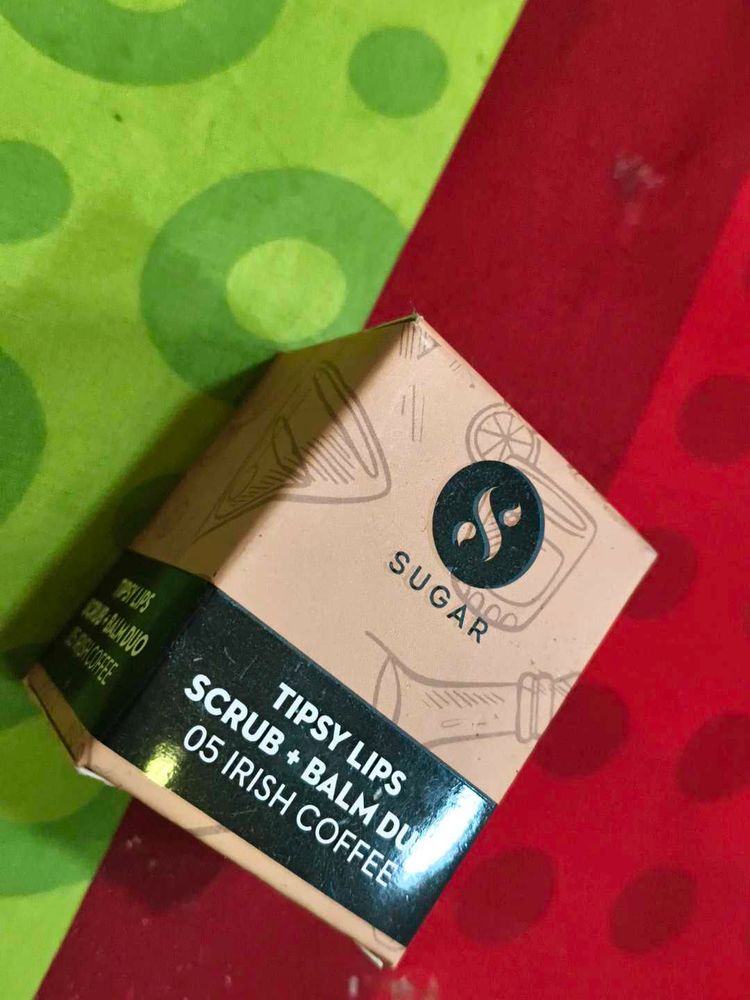 SUGAR
TIPSY LIPS
SCRUB + BALM DUO
05 IRISH COFFEE
TIPSY LIPS
SCRUB + BALM DUO
05 IRISH COFFEE